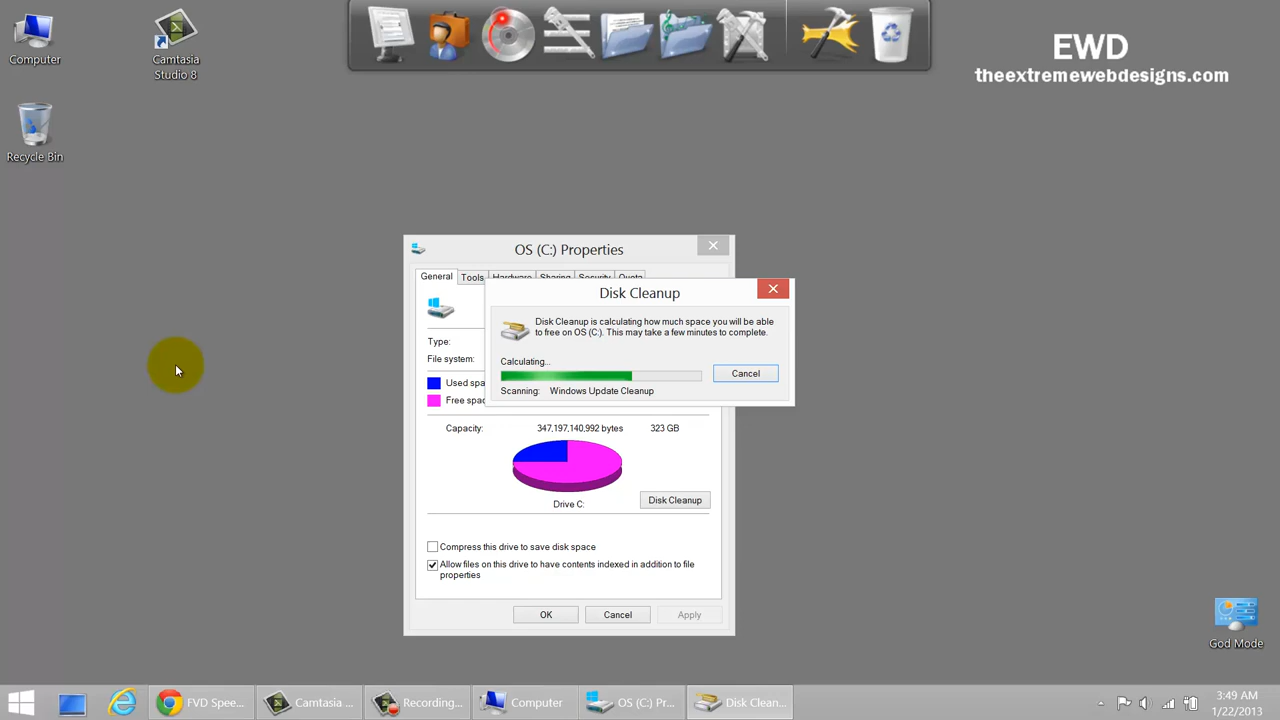 Computer
Camtasia
Studio 8
EWD
theextremewebdesigns.com
Recycle Bin
OS (C:) Properties
General
Tools
Hardware
Sharing
Security
Quota
Disk Cleanup
Disk Cleanup is calculating how much space you will be able
to free on OS (C:). This may take a few minutes to complete.
Calculating...
Cancel
Scanning: Windows Update Cleanup
Type:
File system:
Used spa
Free spac
Capacity: 347,197,140,992 bytes 323 GB
Drive C:
Disk Cleanup
Compress this drive to save disk space
Allow files on this drive to have contents indexed in addition to file
properties
OK
Cancel
Apply
God Mode
FVD Spee...
Camtasia ...
Recording...
Computer
OS (C:) Pr...
Disk Clean...
3:49 AM
1/22/2013